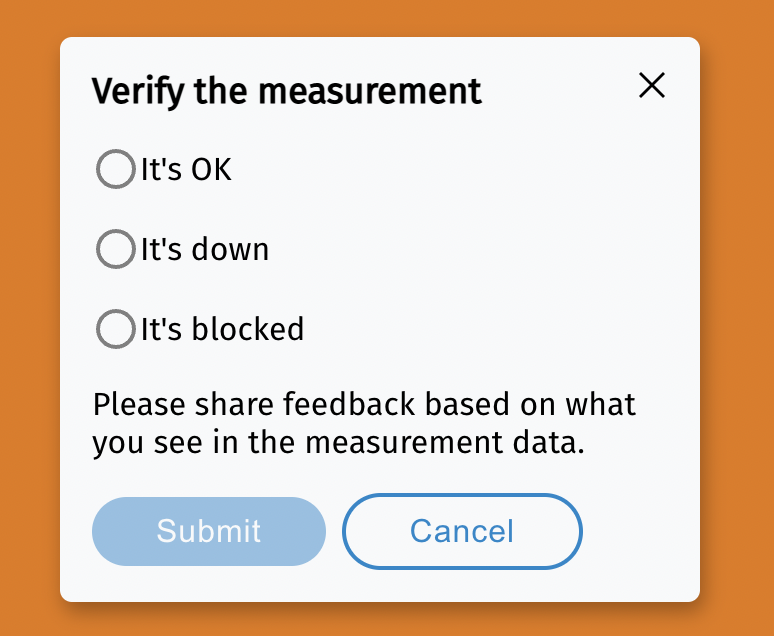 Verify the measurement
It's OK
It's down
It's blocked
Please share feedback based on what
you see in the measurement data.
Submit
Cancel